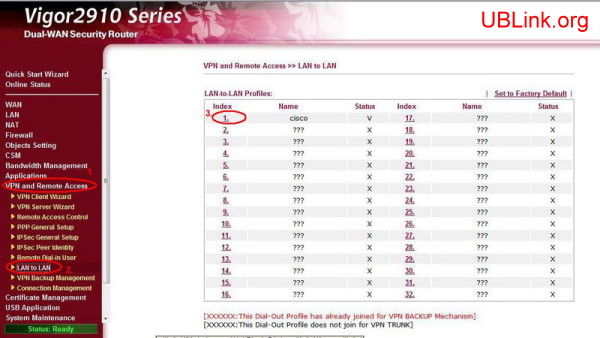 Vigor2910 Series
Dual-WAN Security Router
UBLink.org
Quick Start Wizard
Online Status
WAN
LAN
NAT
Firewall
Objects Setting
CSM
Bandwidth Management
1.
Applications
VPN and Remote Access
VPN Client Wizard
VPN Server Wizard
Remote Access Control
PPP General Setup
IPSec General Setup
IPSec Peer Identity
Remote Dial-in User
LAN to LAN 2.
VPN Backup Management
Connection Management
Certificate Management
USB Application
System Maintenance
Status: Ready
VPN and Remote Access >> LAN to LAN
LAN-to-LAN Profiles: | Set to Factory Default |
Index Name Status Index Name Status
3. 1. cisco V 17. ??? X
2. ??? X 18. ??? X
3. ??? X 19. ??? X
4. ??? X 20. ??? X
5. ??? X 21. ??? X
6. ??? X 22. ??? X
7. ??? X 23. ??? X
8. ??? X 24. ??? X
9. ??? X 25. ??? X
10. ??? X 26. ??? X
11. ??? X 27. ??? X
12. ??? X 28. ??? X
13. ??? X 29. ??? X
14. ??? X 30. ??? X
15. ??? X 31. ??? X
16. ??? X 32. ??? X
[XXXXXX:This Dial-Out Profile has already joined for VPN BACKUP Mechanism]
[XXXXXX:This Dial-Out Profile does not join for VPN TRUNK]